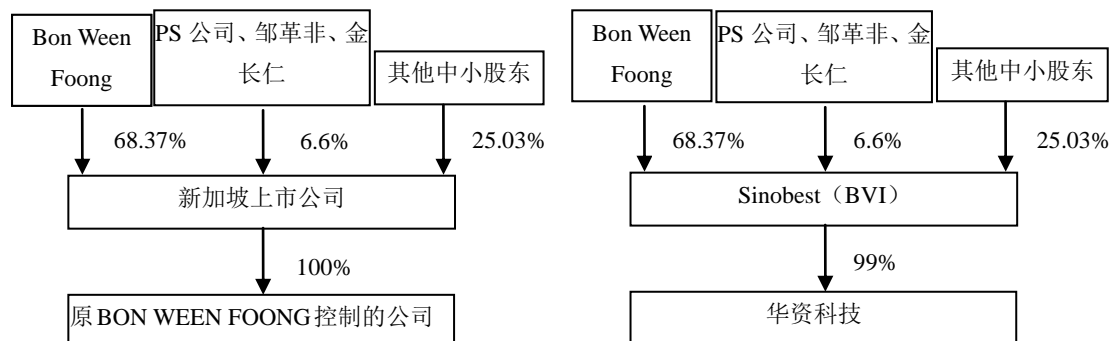 Bon Ween
Foong
PS 公司、邹革非、金
长仁
其他中小股东
68.37%
6.6%
25.03%
新加坡上市公司
100%
原BON WEEN FOONG控制的公司
Bon Ween
Foong
PS 公司、邹革非、金
长仁
其他中小股东
68.37%
6.6%
25.03%
Sinobest（BVI）
99%
华资科技